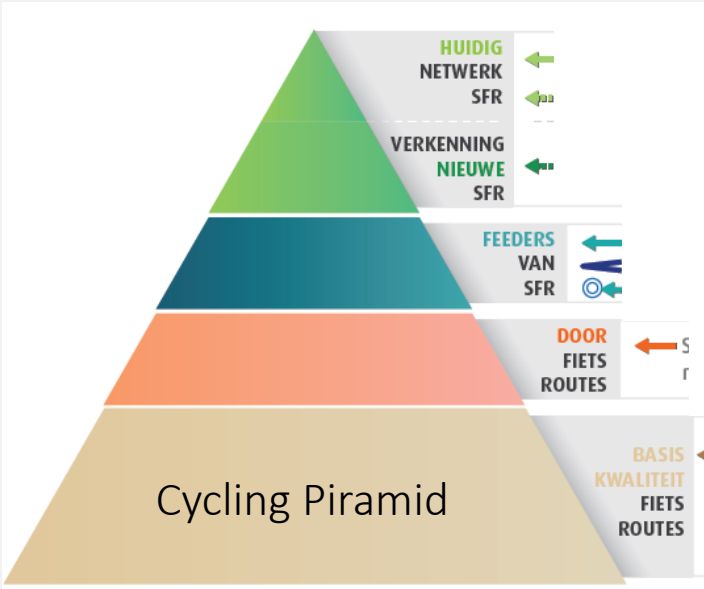 HUIDIG
NETWERK
SFR
VERKENNING
NIEUWE
SFR
FEEDERS
VAN
SFR
DOOR
FIETS
ROUTES
BASIS
KWALITEIT
FIETS
ROUTES
Cycling Piramid